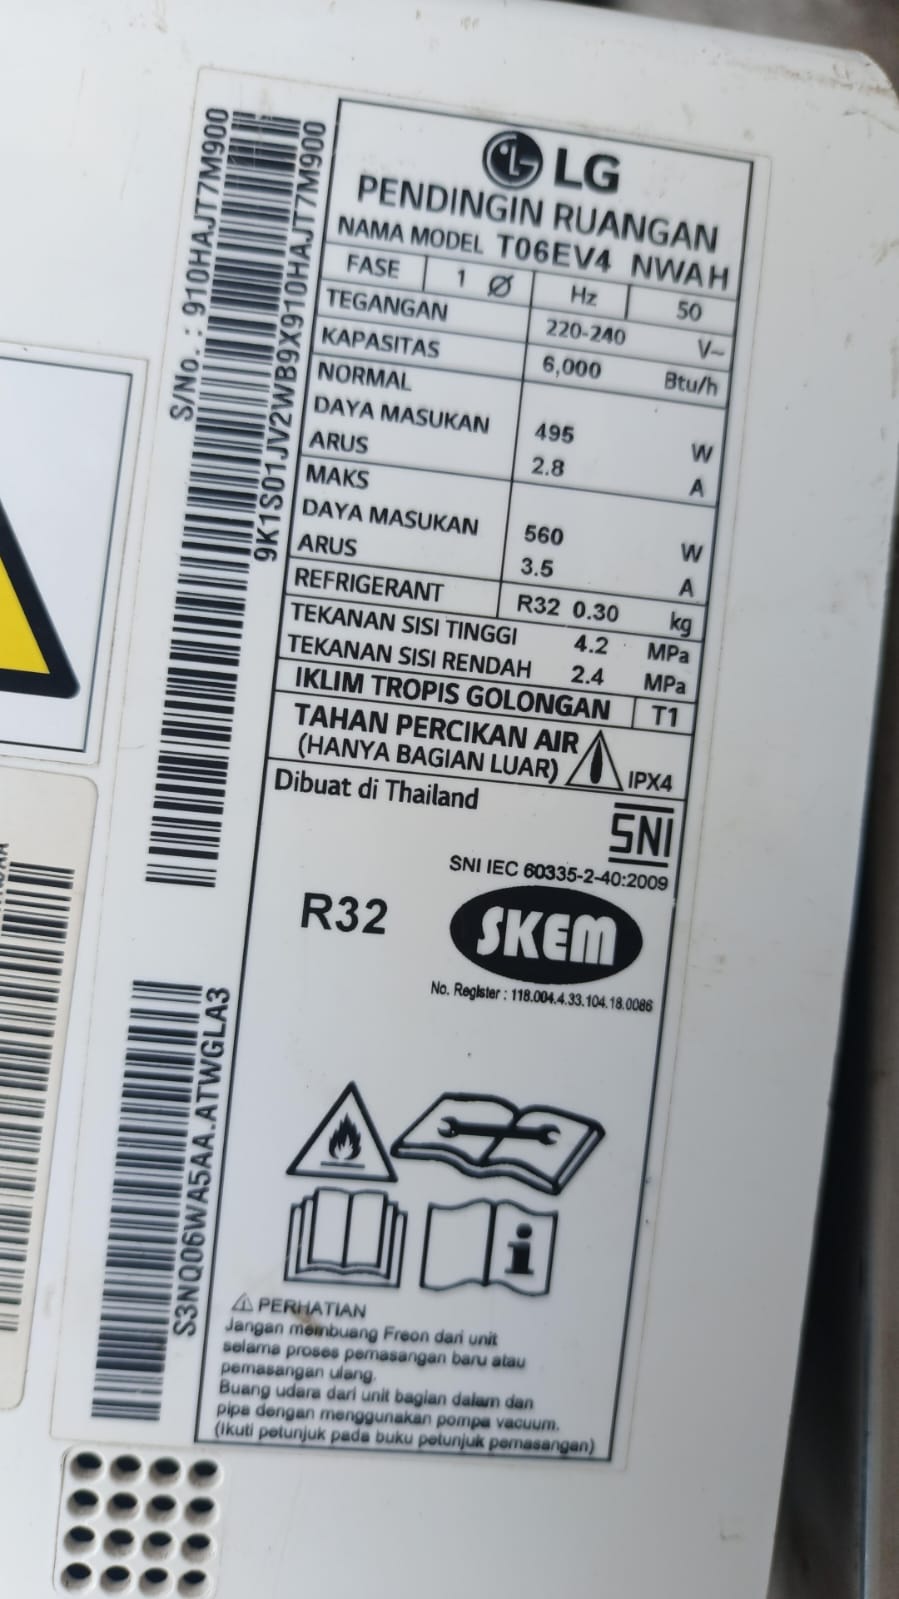 S/No. : 910HAJT7M900
9K1S01JV2WB9X910HAJT7M900
S3NQ06WA5AA.ATWGLA3
LG
PENDINGIN RUANGAN
NAMA MODEL T06EV4 NWAH
FASE 1 Ø Hz 50
TEGANGAN 220-240 V~
KAPASITAS 6,000 Btu/h
NORMAL
DAYA MASUKAN 495 W
ARUS 2.8 A
MAKS
DAYA MASUKAN 560 W
ARUS 3.5 A
REFRIGERANT R32 0.30 kg
TEKANAN SISI TINGGI 4.2 MPa
TEKANAN SISI RENDAH 2.4 MPa
IKLIM TROPIS GOLONGAN T1
TAHAN PERCIKAN AIR
(HANYA BAGIAN LUAR) IPX4
Dibuat di Thailand
SNI
SNI IEC 60335-2-40:2009
R32
SKEM
No. Register : 118.004.4.33.104.18.0086
PERHATIAN
Jangan membuang Freon dari unit
selama proses pemasangan baru atau
pemasangan ulang.
Buang udara dari unit bagian dalam dan
pipa dengan menggunakan pompa vacuum.
(Ikuti petunjuk pada buku petunjuk pemasangan)